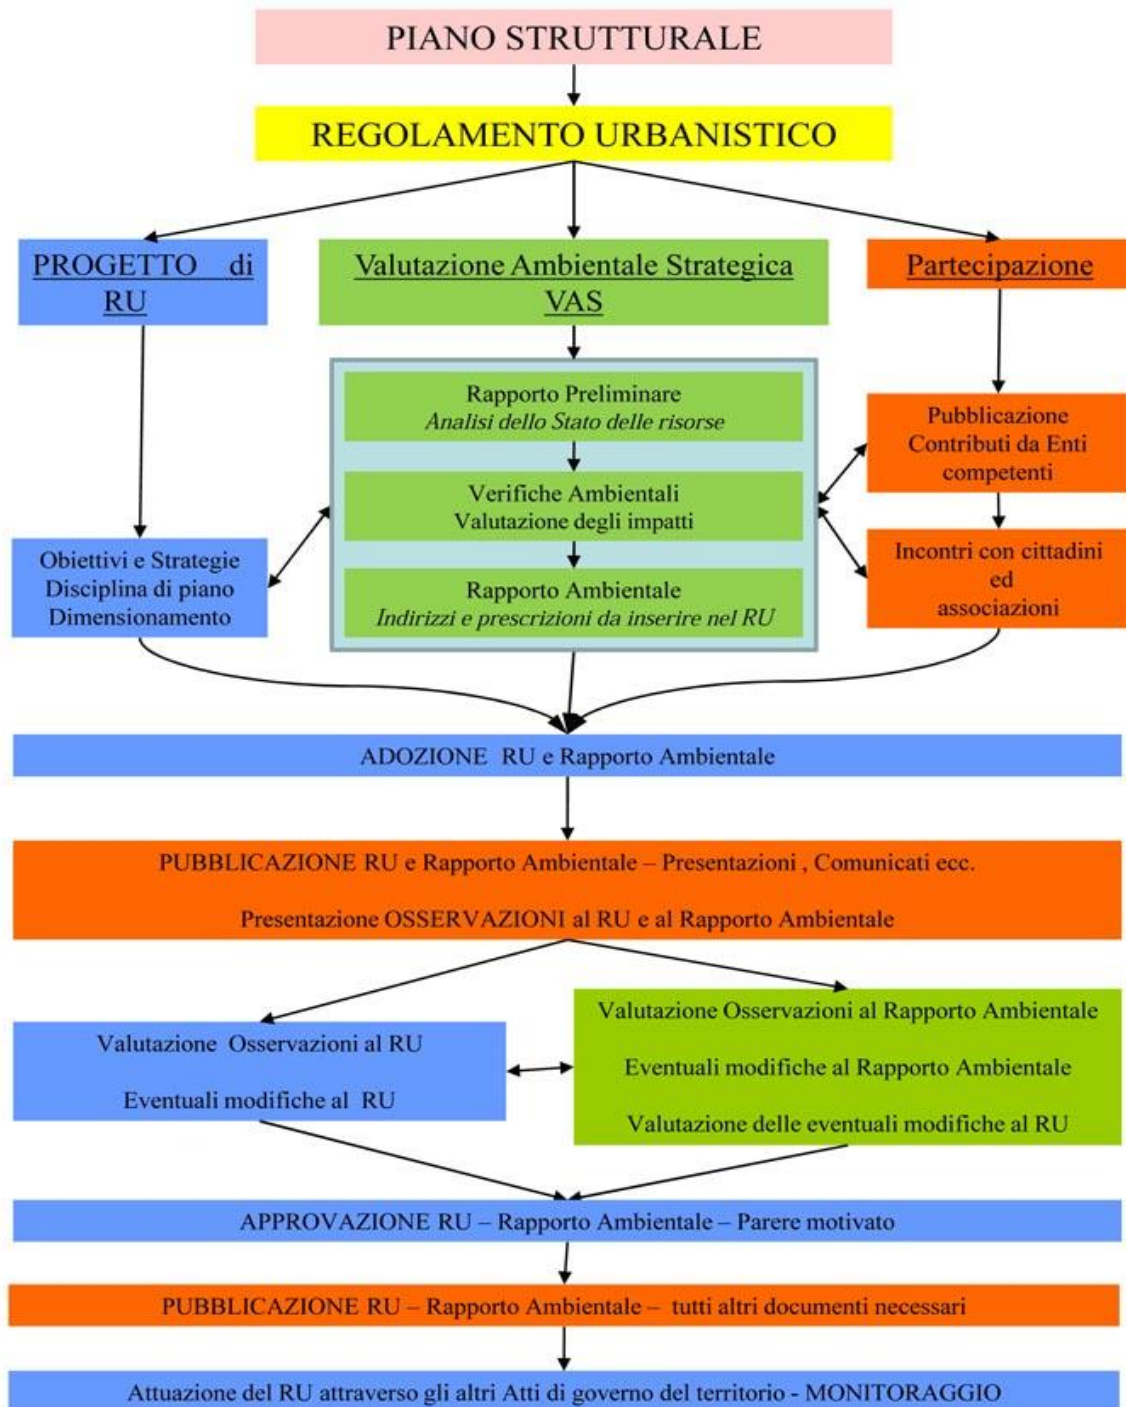 PIANO STRUTTURALE
REGOLAMENTO URBANISTICO
PROGETTO di
RU
Valutazione Ambientale Strategica
VAS
Partecipazione
Rapporto Preliminare
Analisi dello Stato delle risorse
Verifiche Ambientali
Valutazione degli impatti
Rapporto Ambientale
Indirizzi e prescrizioni da inserire nel RU
Pubblicazione
Contributi da Enti
competenti
Obiettivi e Strategie
Disciplina di piano
Dimensionamento
Incontri con cittadini
ed
associazioni
ADOZIONE RU e Rapporto Ambientale
PUBBLICAZIONE RU e Rapporto Ambientale – Presentazioni , Comunicati ecc.
Presentazione OSSERVAZIONI al RU e al Rapporto Ambientale
Valutazione Osservazioni al RU
Eventuali modifiche al RU
Valutazione Osservazioni al Rapporto Ambientale
Eventuali modifiche al Rapporto Ambientale
Valutazione delle eventuali modifiche al RU
APPROVAZIONE RU – Rapporto Ambientale – Parere motivato
PUBBLICAZIONE RU – Rapporto Ambientale – tutti altri documenti necessari
Attuazione del RU attraverso gli altri Atti di governo del territorio - MONITORAGGIO